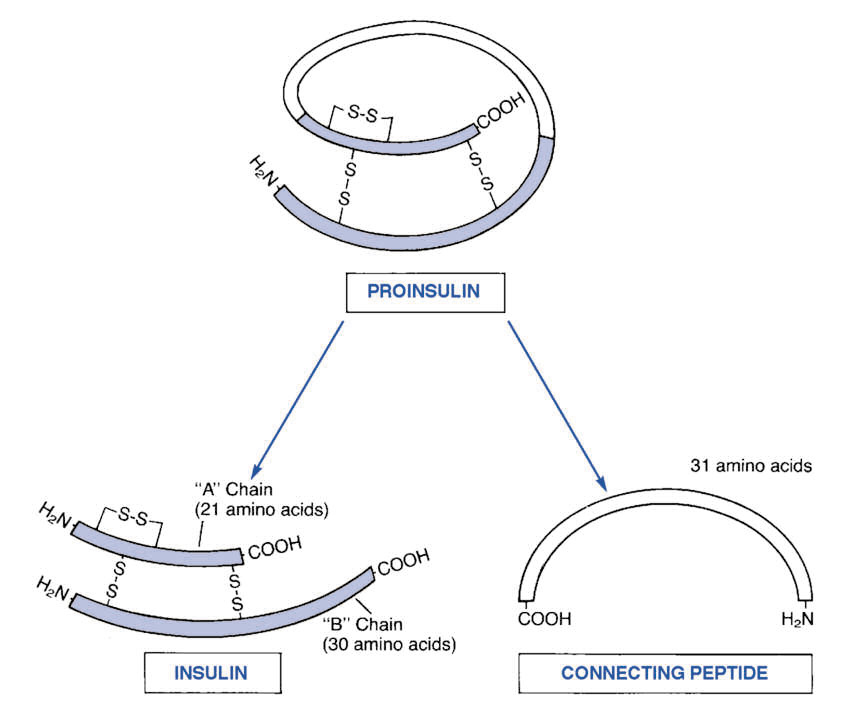 S-S
COOH
H₂N
S-S
S-S
PROINSULIN
"A" Chain
(21 amino acids)
H₂N
S-S
COOH
S-S
S-S
H₂N
COOH
"B" Chain
(30 amino acids)
INSULIN
31 amino acids
COOH
H₂N
CONNECTING PEPTIDE